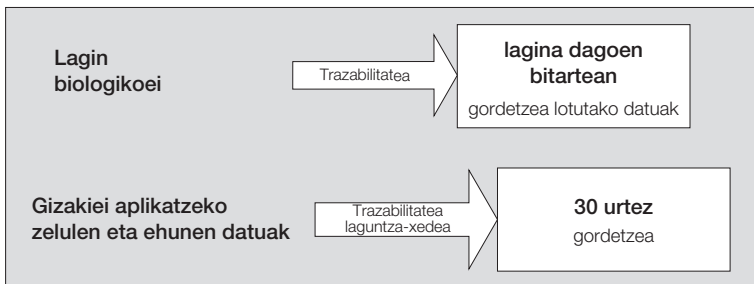 Lagin
biologikoei
Trazabilitatea
lagina dagoen
bitartean
gordetzea lotutako datuak
Gizakiei aplikatzeko
zelulen eta ehunen datuak
Trazabilitatea
laguntza-xedea
30 urtez
gordetzea